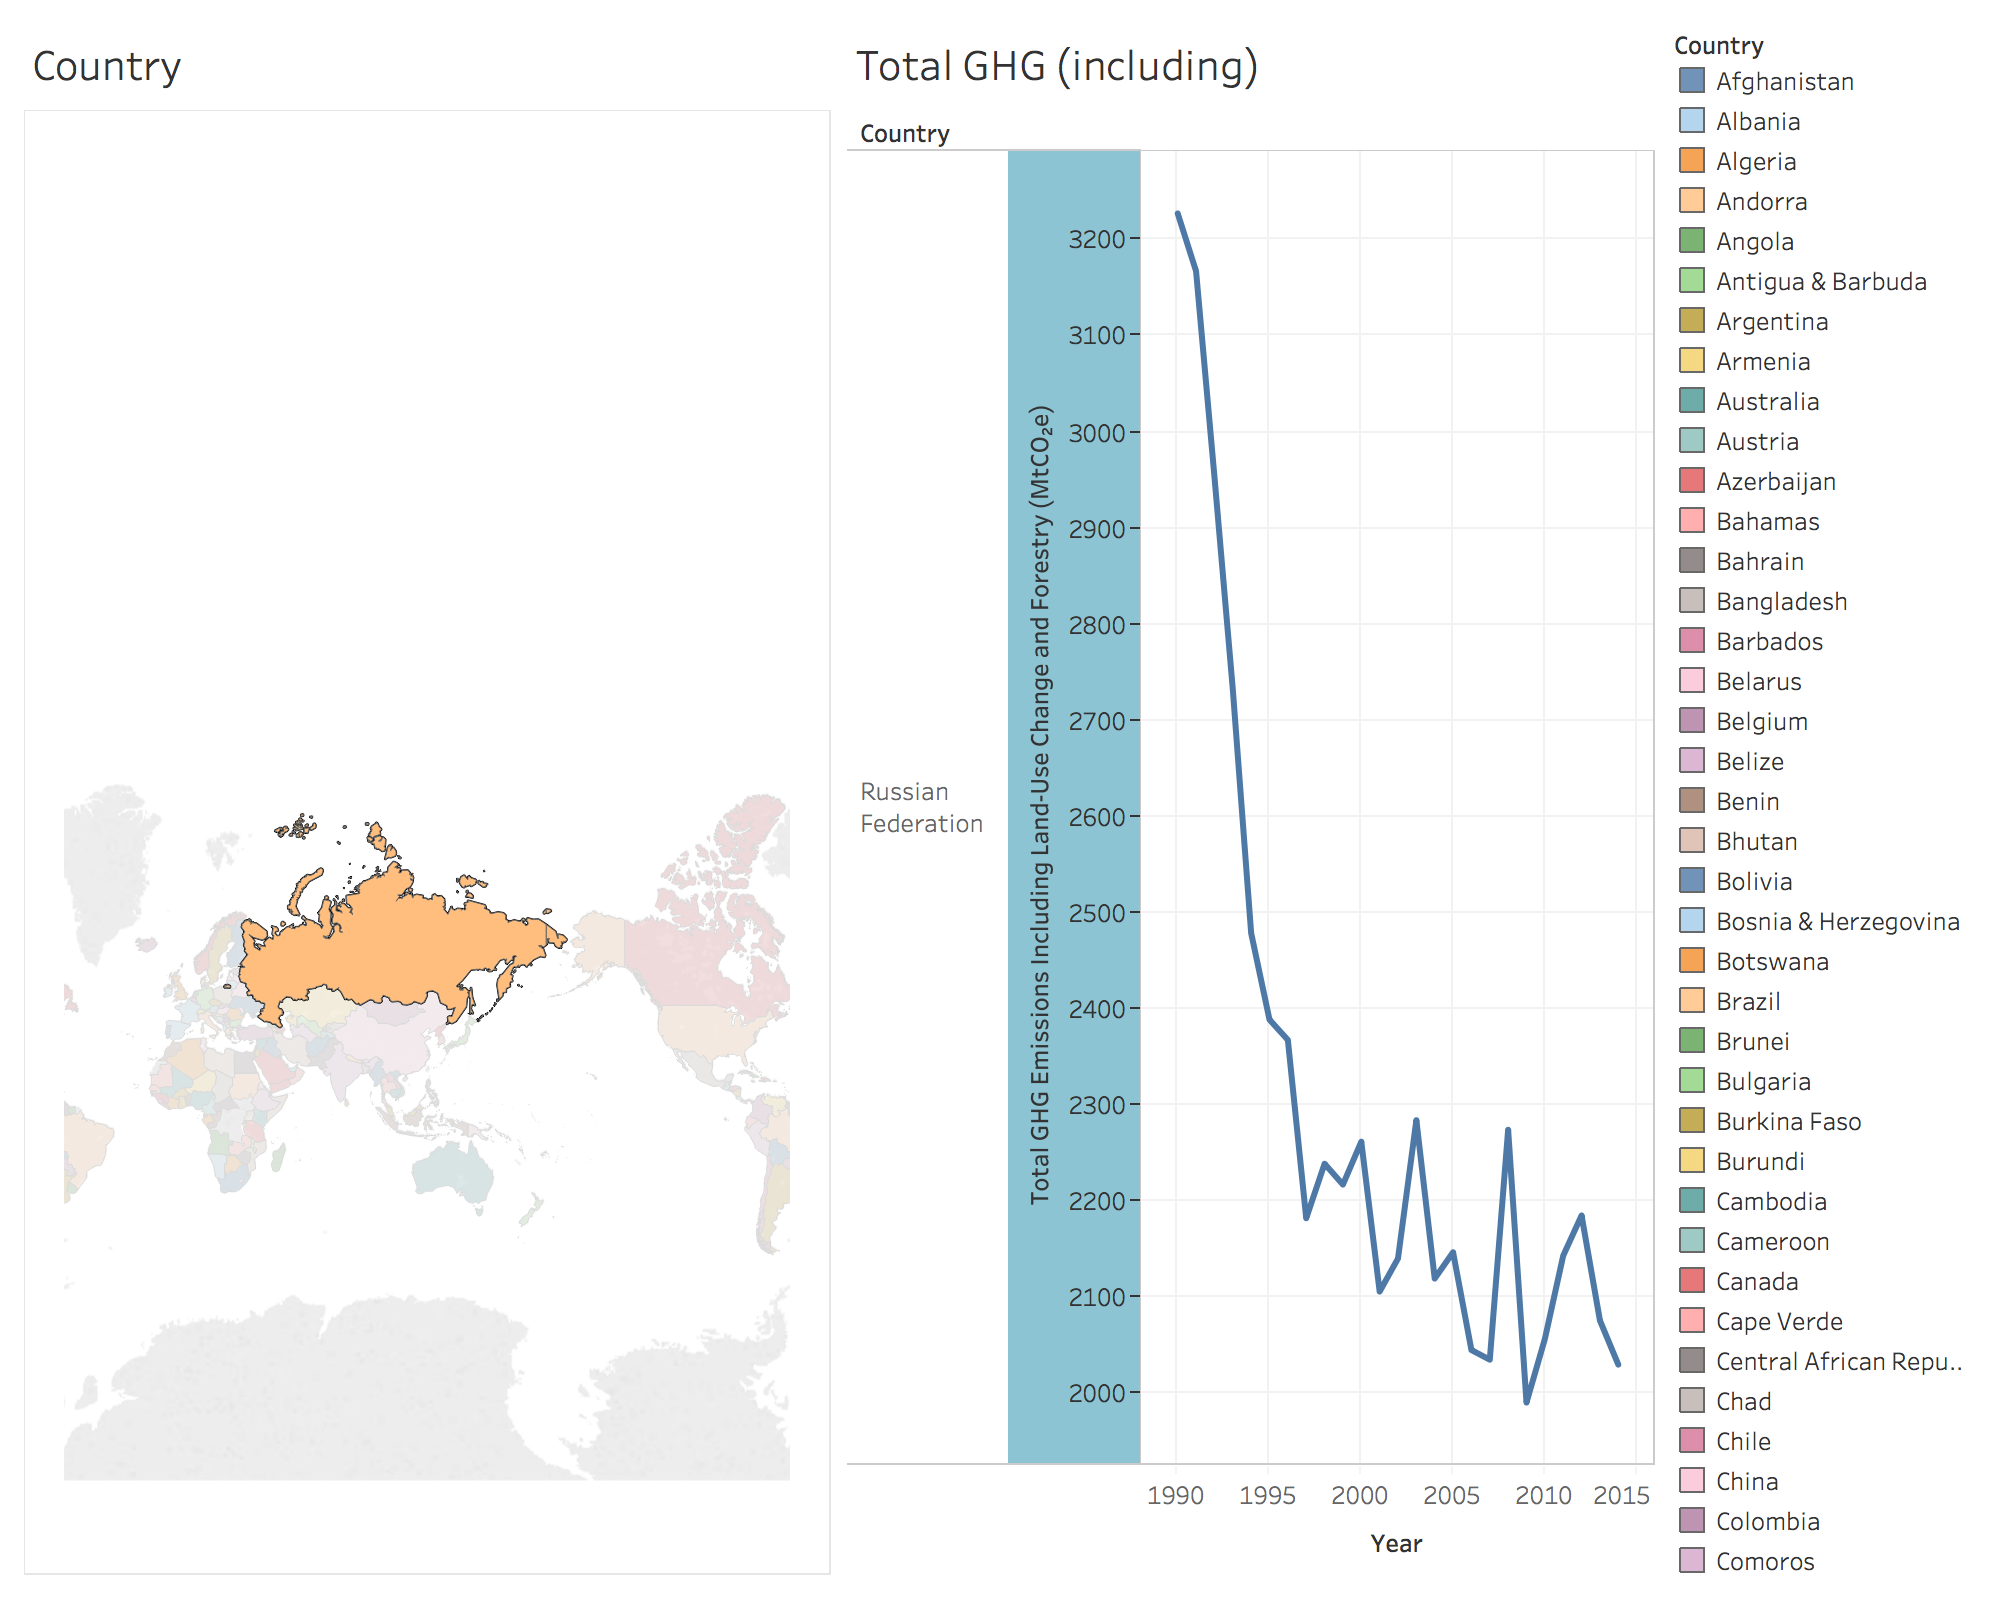 Country
Total GHG (including)
Country
Russian
Federation
Total GHG Emissions Including Land-Use Change and Forestry (MtCO₂e)
3200
3100
3000
2900
2800
2700
2600
2500
2400
2300
2200
2100
2000
1990 1995 2000 2005 2010 2015
Year
Country
Afghanistan
Albania
Algeria
Andorra
Angola
Antigua & Barbuda
Argentina
Armenia
Australia
Austria
Azerbaijan
Bahamas
Bahrain
Bangladesh
Barbados
Belarus
Belgium
Belize
Benin
Bhutan
Bolivia
Bosnia & Herzegovina
Botswana
Brazil
Brunei
Bulgaria
Burkina Faso
Burundi
Cambodia
Cameroon
Canada
Cape Verde
Central African Repu..
Chad
Chile
China
Colombia
Comoros